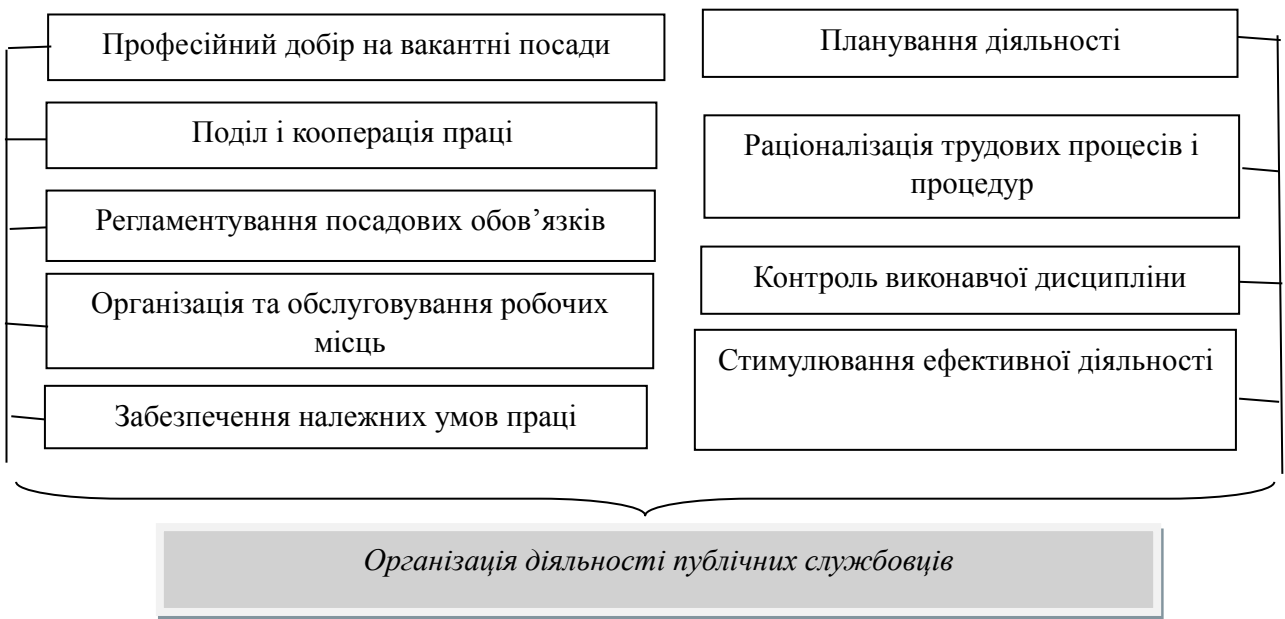 Професійний добір на вакантні посади
Поділ і кооперація праці
Регламентування посадових обов’язків
Організація та обслуговування робочих
місць
Забезпечення належних умов праці
Планування діяльності
Раціоналізація трудових процесів і
процедур
Контроль виконавчої дисципліни
Стимулювання ефективної діяльності
Організація діяльності публічних службовців